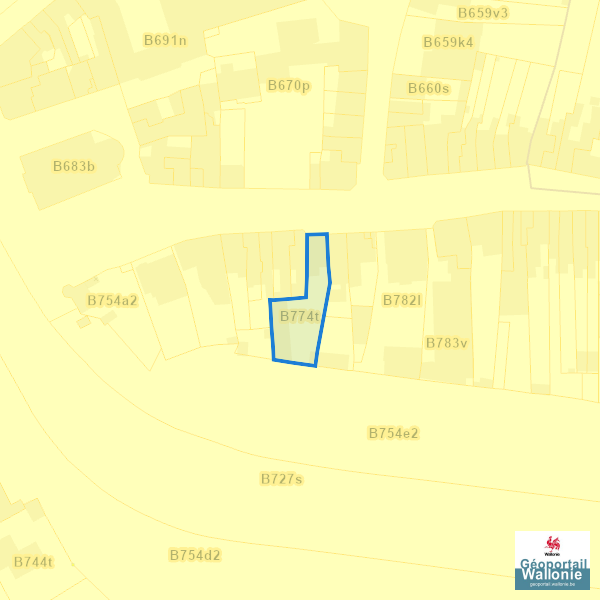 B659v3
B691n
B659k4
B670p
B660s
B683b
B754a2
B782l
B774t
B783v
B754e2
B727s
B754d2
B744t
Wallonie
Géoportail
Wallonie
geoportail.wallonie.be